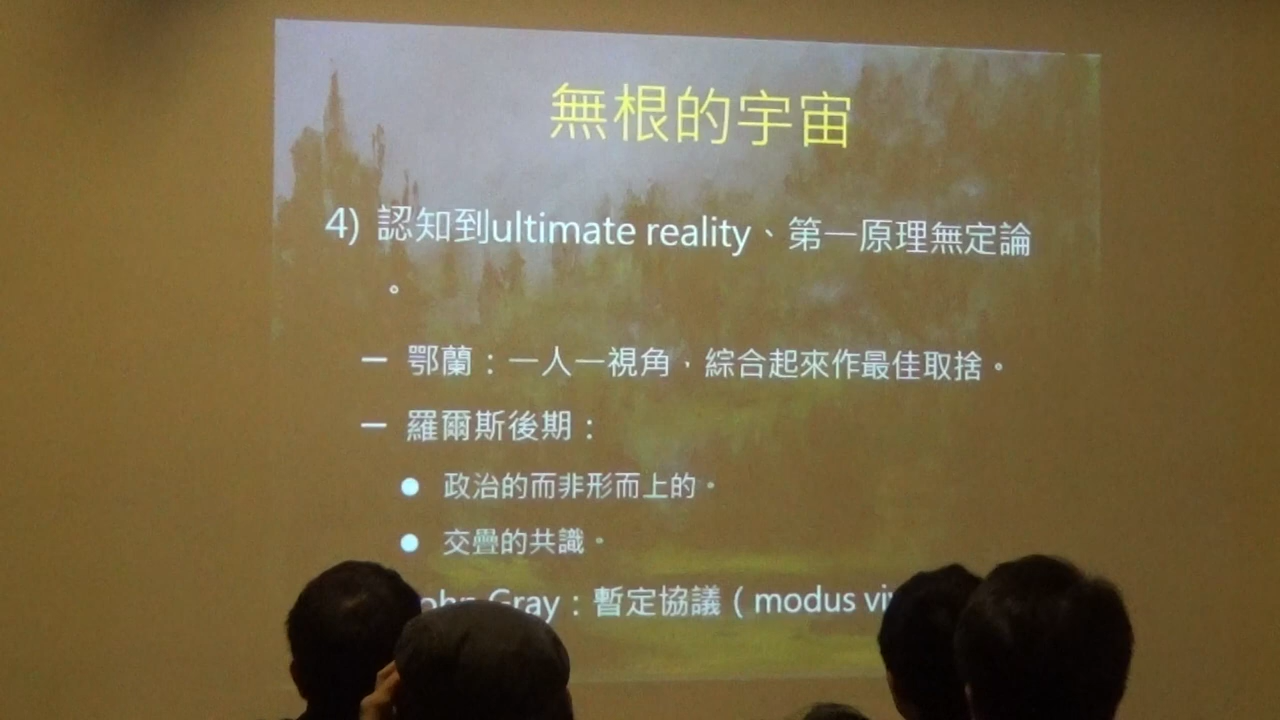 無根的宇宙
4) 認知到ultimate reality、第一原理無定論
。
– 鄂蘭：一人一視角，綜合起來作最佳取捨。
– 羅爾斯後期：
● 政治的而非形而上的。
● 交疊的共識。
Gray：暫定協議（modus